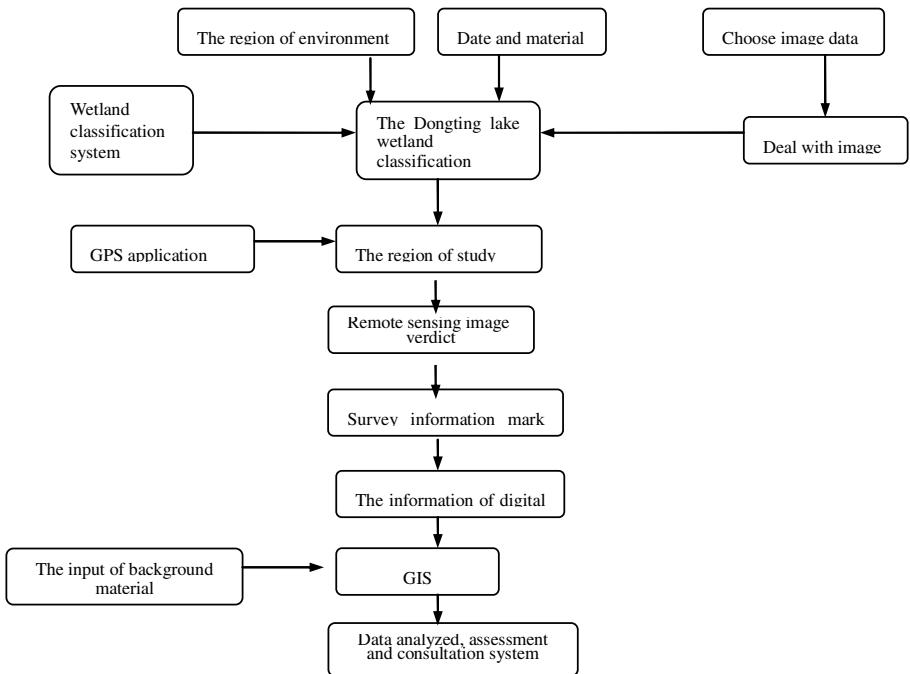 The region of environment
Date and material
Choose image data
Wetland
classification
system
The Dongting lake
wetland
classification
Deal with image
GPS application
The region of study
Remote sensing image
verdict
Survey information mark
The information of digital
The input of background
material
GIS
Data analyzed, assessment
and consultation system